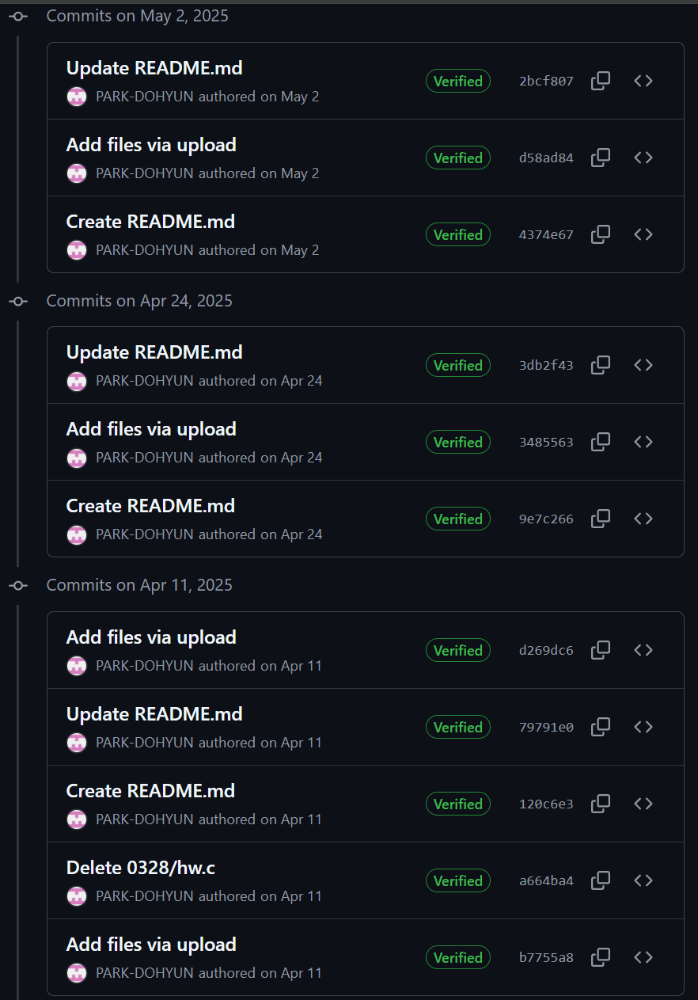 Commits on May 2, 2025
Update README.md
Verified 2bcf807
PARK-DOHYUN authored on May 2
Add files via upload
Verified d58ad84
PARK-DOHYUN authored on May 2
Create README.md
Verified 4374e67
PARK-DOHYUN authored on May 2
Commits on Apr 24, 2025
Update README.md
Verified 3db2f43
PARK-DOHYUN authored on Apr 24
Add files via upload
Verified 3485563
PARK-DOHYUN authored on Apr 24
Create README.md
Verified 9e7c266
PARK-DOHYUN authored on Apr 24
Commits on Apr 11, 2025
Add files via upload
Verified d269dc6
PARK-DOHYUN authored on Apr 11
Update README.md
Verified 79791e0
PARK-DOHYUN authored on Apr 11
Create README.md
Verified 120c6e3
PARK-DOHYUN authored on Apr 11
Delete 0328/hw.c
Verified a664ba4
PARK-DOHYUN authored on Apr 11
Add files via upload
Verified b7755a8
PARK-DOHYUN authored on Apr 11